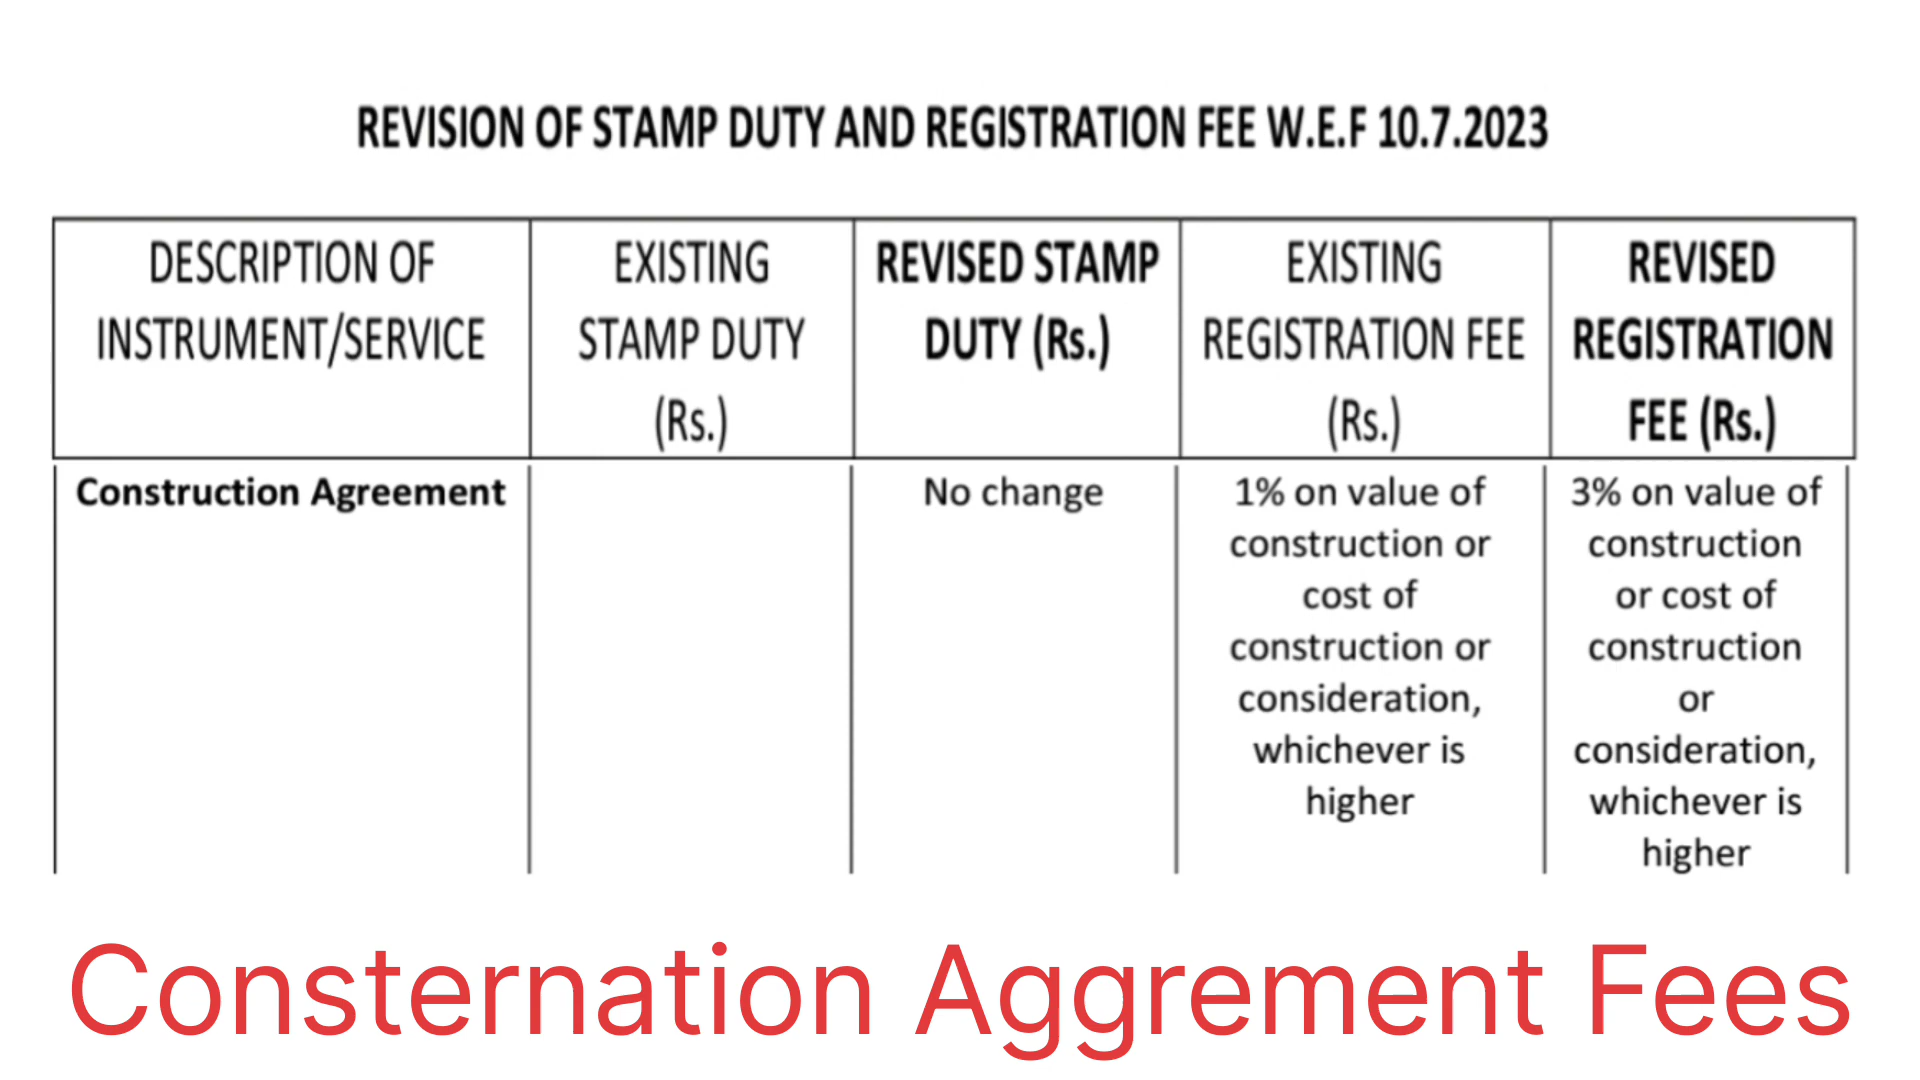 REVISION OF STAMP DUTY AND REGISTRATION FEE W.E.F 10.7.2023
DESCRIPTION OF
INSTRUMENT/SERVICE
EXISTING
STAMP DUTY
(Rs.)
REVISED STAMP
DUTY (Rs.)
EXISTING
REGISTRATION FEE
(Rs.)
REVISED
REGISTRATION
FEE (Rs.)
Construction Agreement
No change
1% on value of
construction or
cost of
construction or
consideration,
whichever is
higher
3% on value of
construction
or cost of
construction
or
consideration,
whichever is
higher
Consternation Aggrement Fees